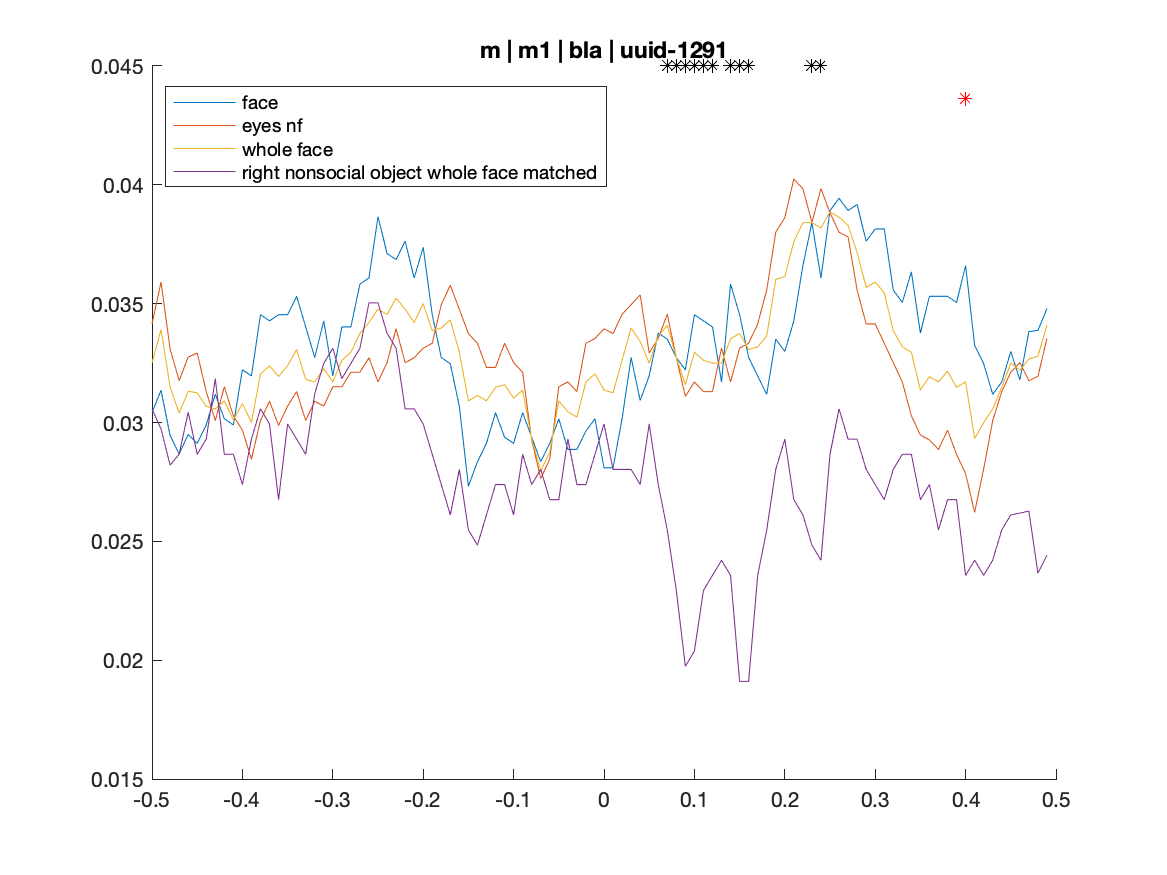 m | m1 | bla | uuid-1291
0.045
0.04
0.035
0.03
0.025
0.02
0.015
face
eyes nf
whole face
right nonsocial object whole face matched
-0.5 -0.4 -0.3 -0.2 -0.1 0 0.1 0.2 0.3 0.4 0.5